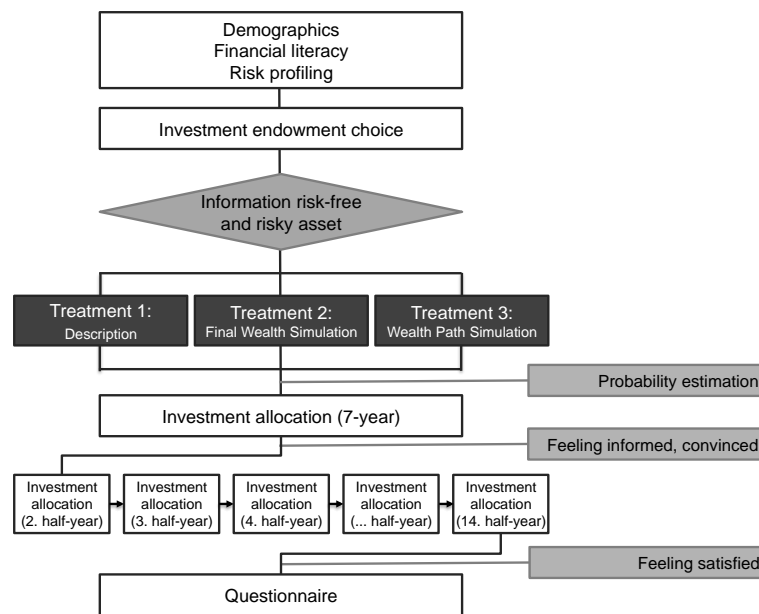 Demographics
Financial literacy
Risk profiling
Investment endowment choice
Information risk-free
and risky asset
Treatment 1:
Description
Treatment 2:
Final Wealth Simulation
Treatment 3:
Wealth Path Simulation
Probability estimation
Investment allocation (7-year)
Feeling informed, convinced
Investment
allocation
(2. half-year)
Investment
allocation
(3. half-year)
Investment
allocation
(4. half-year)
Investment
allocation
(... half-year)
Investment
allocation
(14. half-year)
Feeling satisfied
Questionnaire